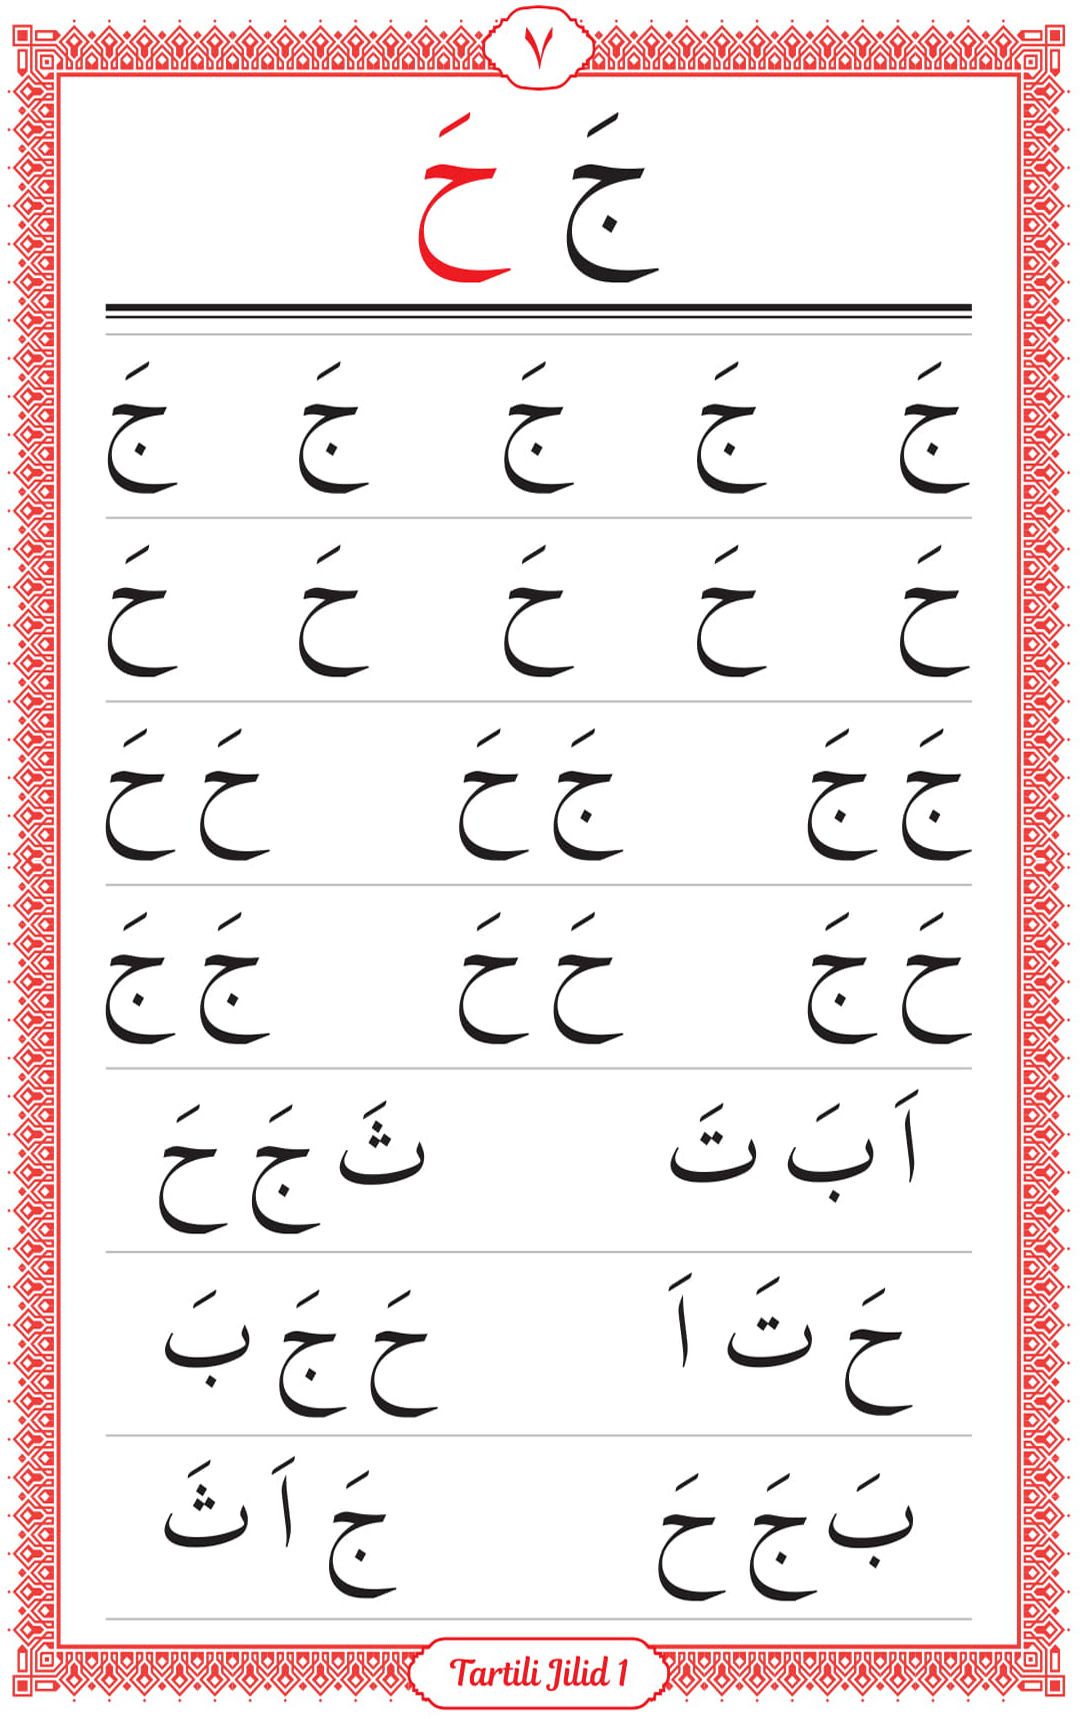 ٧
جَ حَ
جَ جَ جَ جَ جَ
حَ حَ حَ حَ حَ
جَ جَ جَ حَ حَ حَ
حَ جَ حَ حَ جَ جَ
اَ بَ تَ ثَ جَ حَ
حَ تَ اَ حَ جَ بَ
بَ جَ حَ جَ اَ ثَ
Tartili Jilid 1